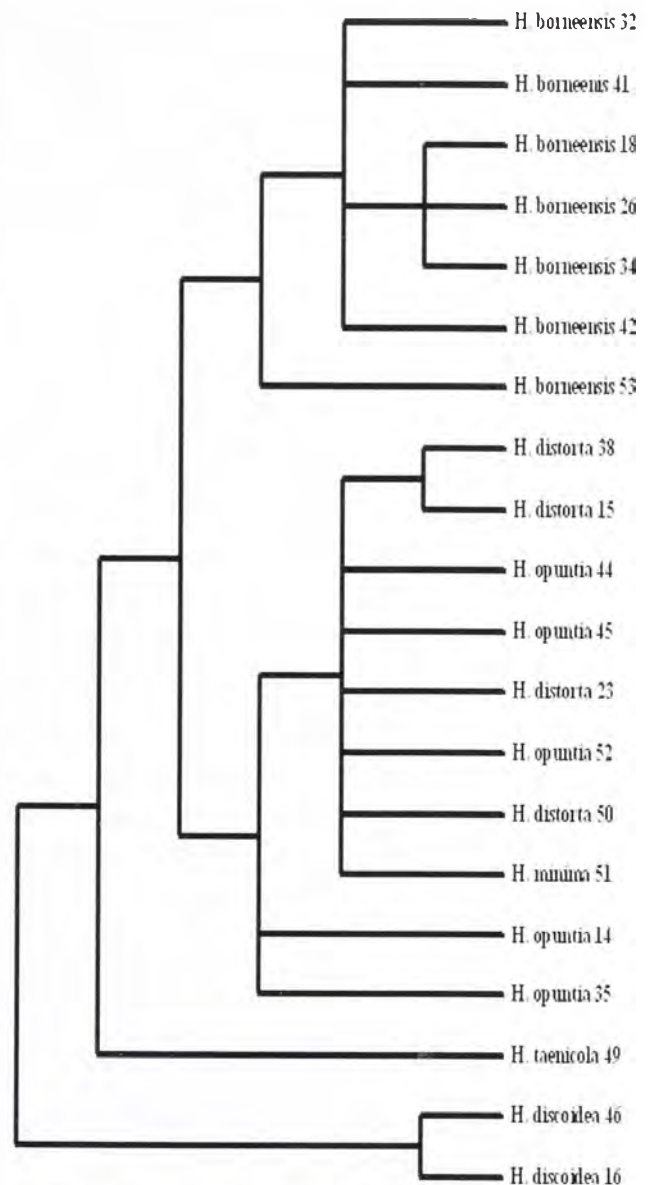 H. borneensis 32
H. borneenis 41
H. borneensis 18
H. borneensis 26
H. borneensis 34
H. borneensis 42
H. borneensis 53
H. distorta 38
H. distorta 15
H. opuntia 44
H. opuntia 45
H. distorta 23
H. opuntia 52
H. distorta 50
H. minima 51
H. opuntia 14
H. opuntia 35
H. taenicola 49
H. discoidea 46
H. discoidea 16